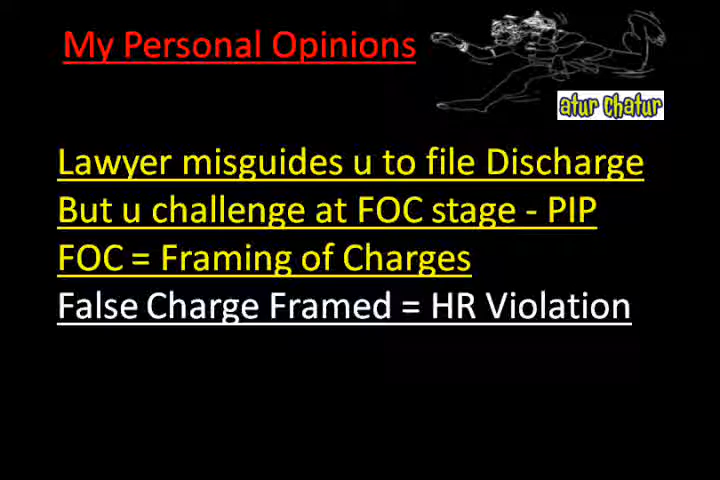 My Personal Opinions
atur chatur
Lawyer misguides u to file Discharge
But u challenge at FOC stage - PIP
FOC = Framing of Charges
False Charge Framed = HR Violation